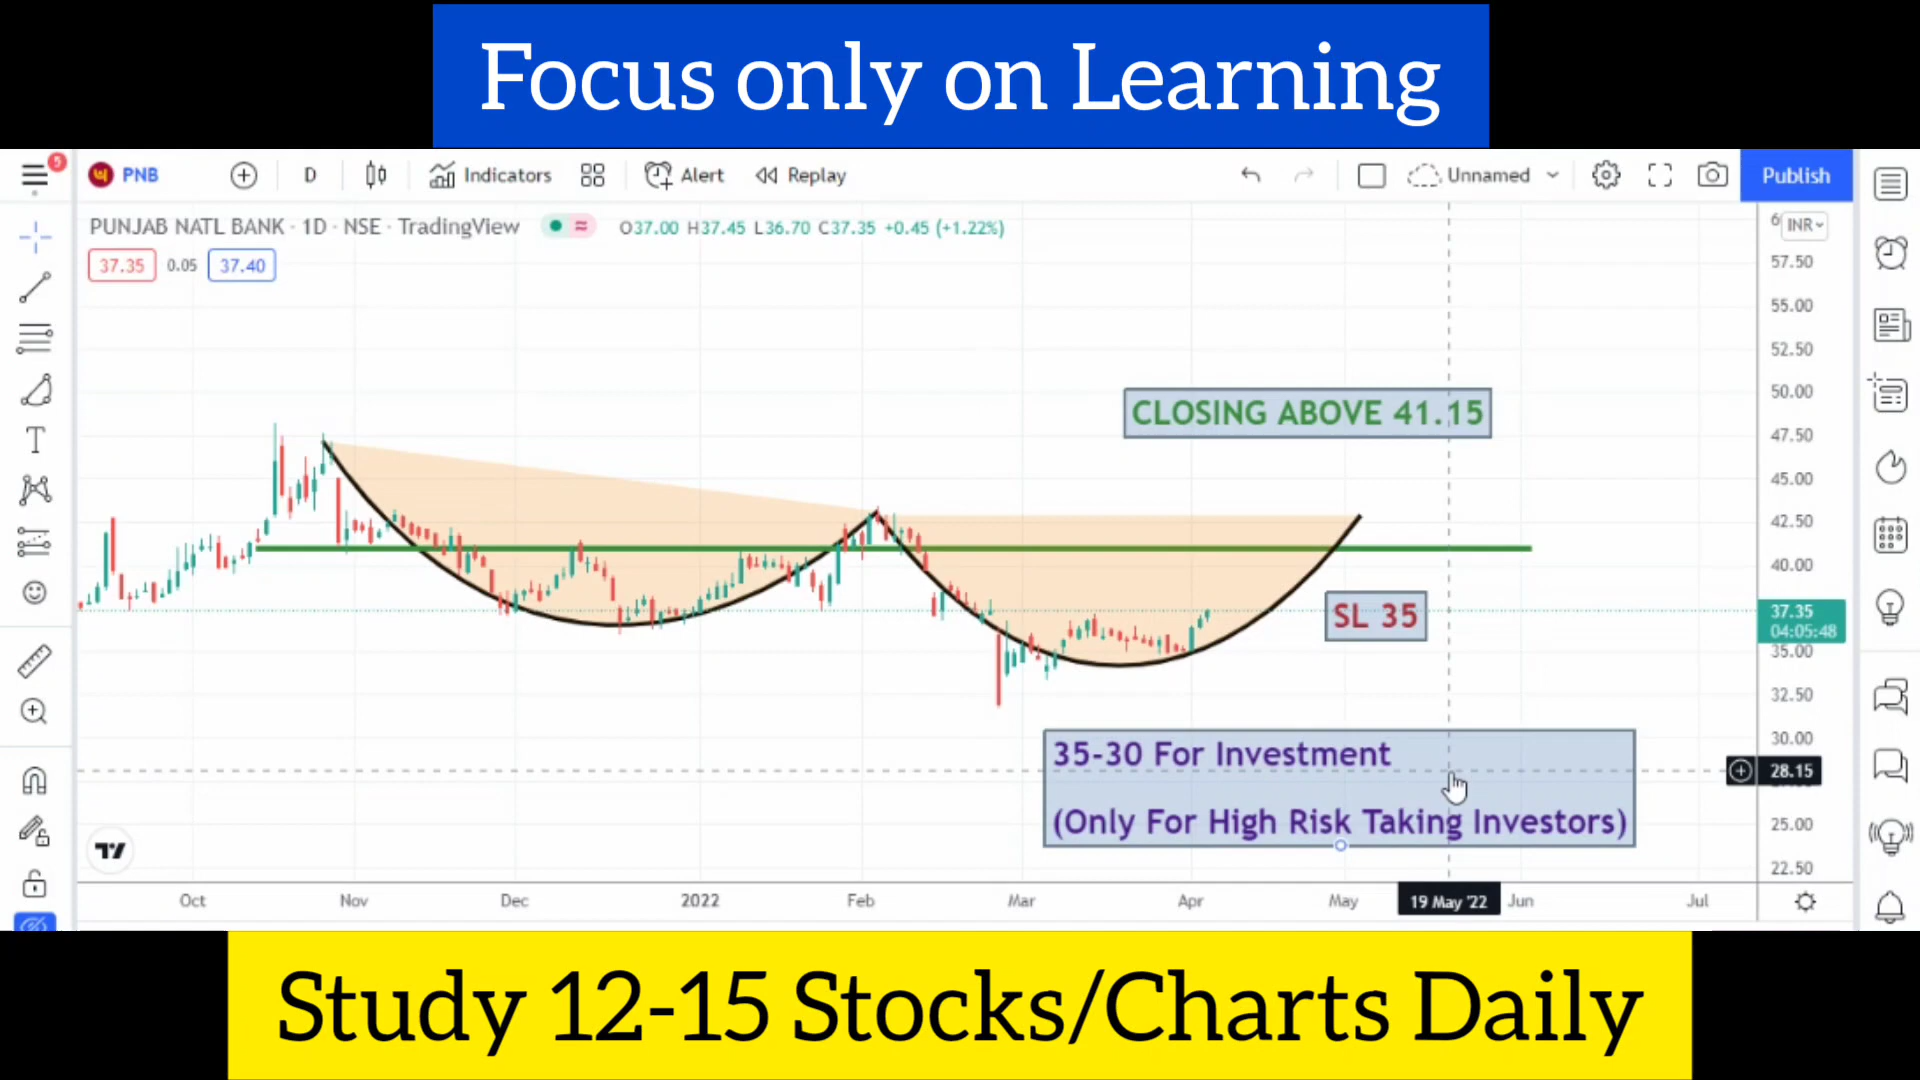 Focus only on Learning
5
PNB
D
Indicators
Alert
Replay
Unnamed
Publish
PUNJAB NATL BANK · 1D · NSE · TradingView
O37.00 H37.45 L36.70 C37.35 +0.45 (+1.22%)
INR
37.35 0.05 37.40
57.50
55.00
52.50
50.00
CLOSING ABOVE 41.15
47.50
45.00
42.50
40.00
37.35
04:05:48
SL 35
35.00
32.50
30.00
35-30 For Investment
28.15
(Only For High Risk Taking Investors)
25.00
22.50
Oct Nov Dec 2022 Feb Mar Apr May 19 May '22 Jun Jul
Study 12-15 Stocks/Charts Daily